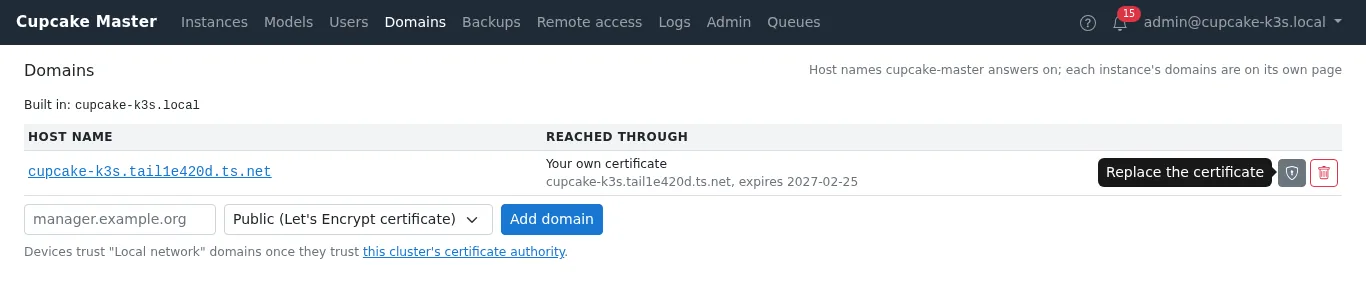 Cupcake Master Instances Models Users Domains Backups Remote access Logs Admin Queues 15 admin@cupcake-k3s.local
Domains
Host names cupcake-master answers on; each instance's domains are on its own page
Built in: cupcake-k3s.local
HOST NAME REACHED THROUGH
cupcake-k3s.tail1e420d.ts.net
Your own certificate
cupcake-k3s.tail1e420d.ts.net, expires 2027-02-25
Replace the certificate
manager.example.org Public (Let's Encrypt certificate) Add domain
Devices trust "Local network" domains once they trust this cluster's certificate authority.